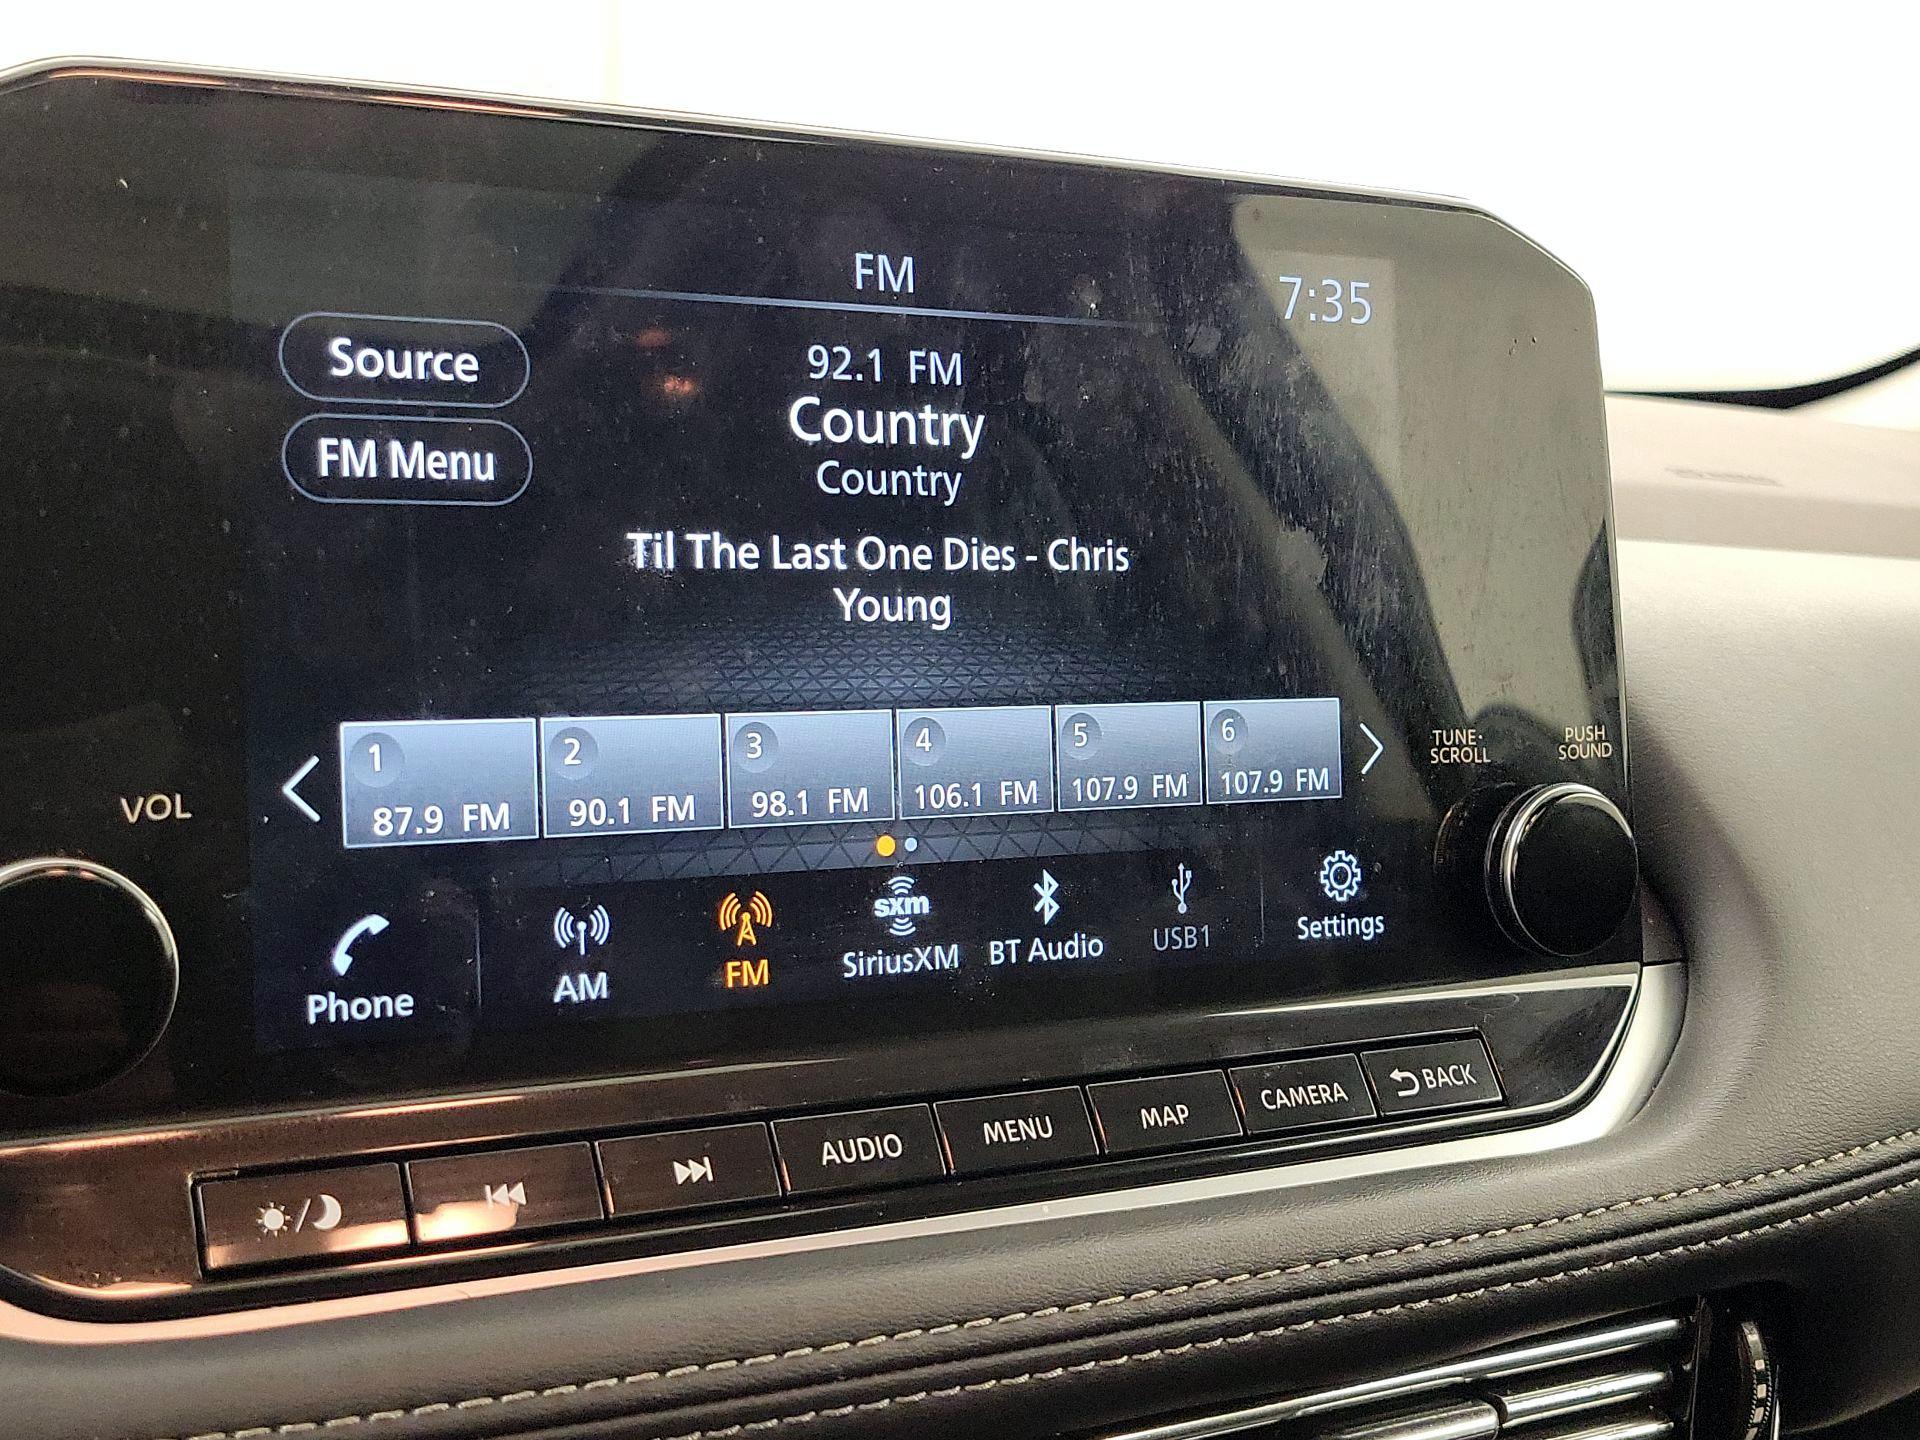 FM
7:35
Source
92.1 FM
Country
FM Menu
Country
Til The Last One Dies - Chris
Young
1
2
3
4
5
6
87.9 FM
90.1 FM
98.1 FM
106.1 FM
107.9 FM
107.9 FM
TUNE·
SCROLL
PUSH
SOUND
VOL
sxm
Phone
AM
FM
SiriusXM
BT Audio
USB1
Settings
AUDIO
MENU
MAP
CAMERA
BACK